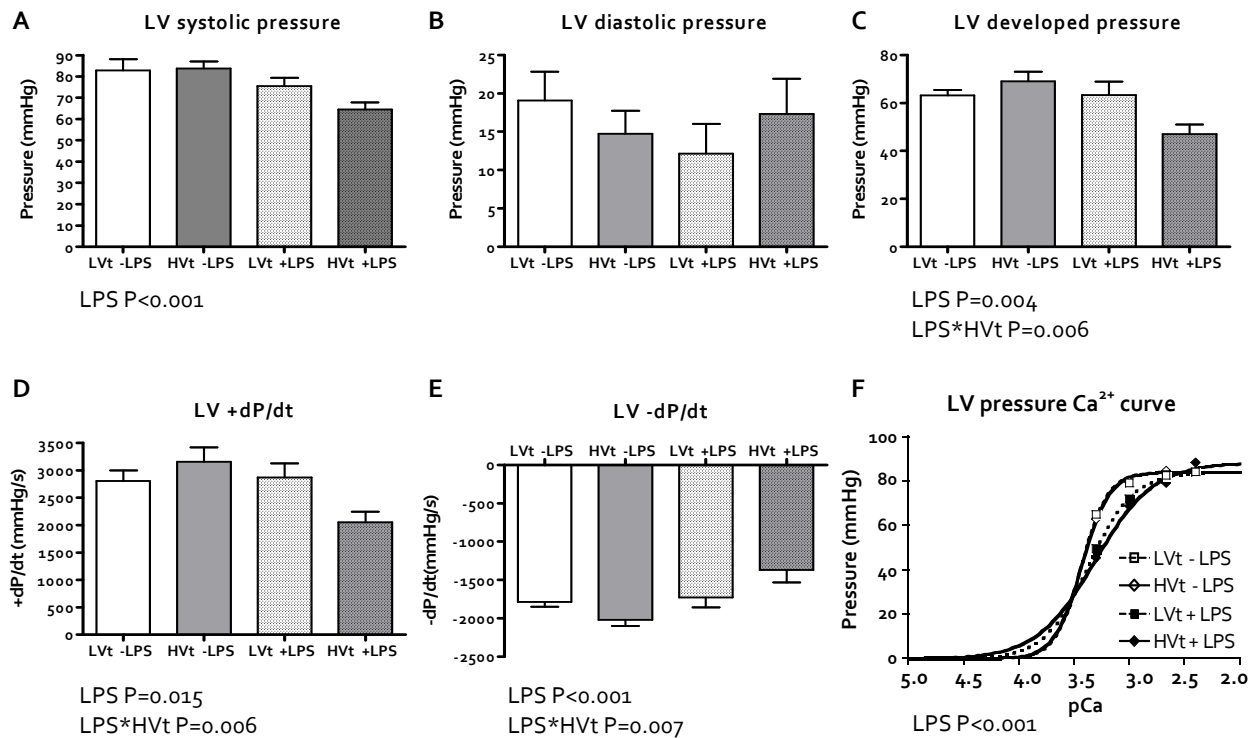 A
LV systolic pressure
Pressure (mmHg)
90
80
70
60
50
40
30
20
10
0
LVt -LPS HVt -LPS LVt +LPS HVt +LPS
LPS P<0.001
B
LV diastolic pressure
Pressure (mmHg)
25
20
15
10
5
0
LVt -LPS HVt -LPS LVt +LPS HVt +LPS
C
LV developed pressure
Pressure (mmHg)
80
60
40
20
0
LVt -LPS HVt -LPS LVt +LPS HVt +LPS
LPS P=0.004
LPS*HVt P=0.006
D
LV +dP/dt
+dP/dt (mmHg/s)
3500
3000
2500
2000
1500
1000
500
0
LVt -LPS HVt -LPS LVt +LPS HVt +LPS
LPS P=0.015
LPS*HVt P=0.006
E
LV -dP/dt
LVt -LPS HVt -LPS LVt +LPS HVt +LPS
-dP/dt(mmHg/s)
0
-500
-1000
-1500
-2000
-2500
LPS P<0.001
LPS*HVt P=0.007
F
LV pressure Ca²⁺ curve
Pressure (mmHg)
100
80
60
40
20
0
LVt - LPS
HVt - LPS
LVt + LPS
HVt + LPS
5.0 4.5 4.0 3.5 3.0 2.5 2.0
pCa
LPS P<0.001